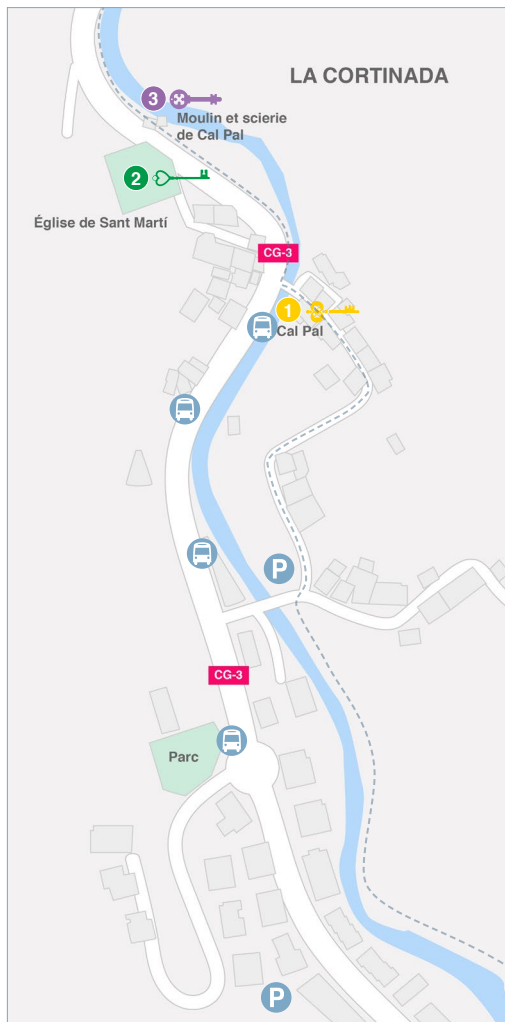 LA CORTINADA
3
Moulin et scierie
de Cal Pal
2
Église de Sant Martí
CG-3
1
Cal Pal
P
CG-3
Parc
P